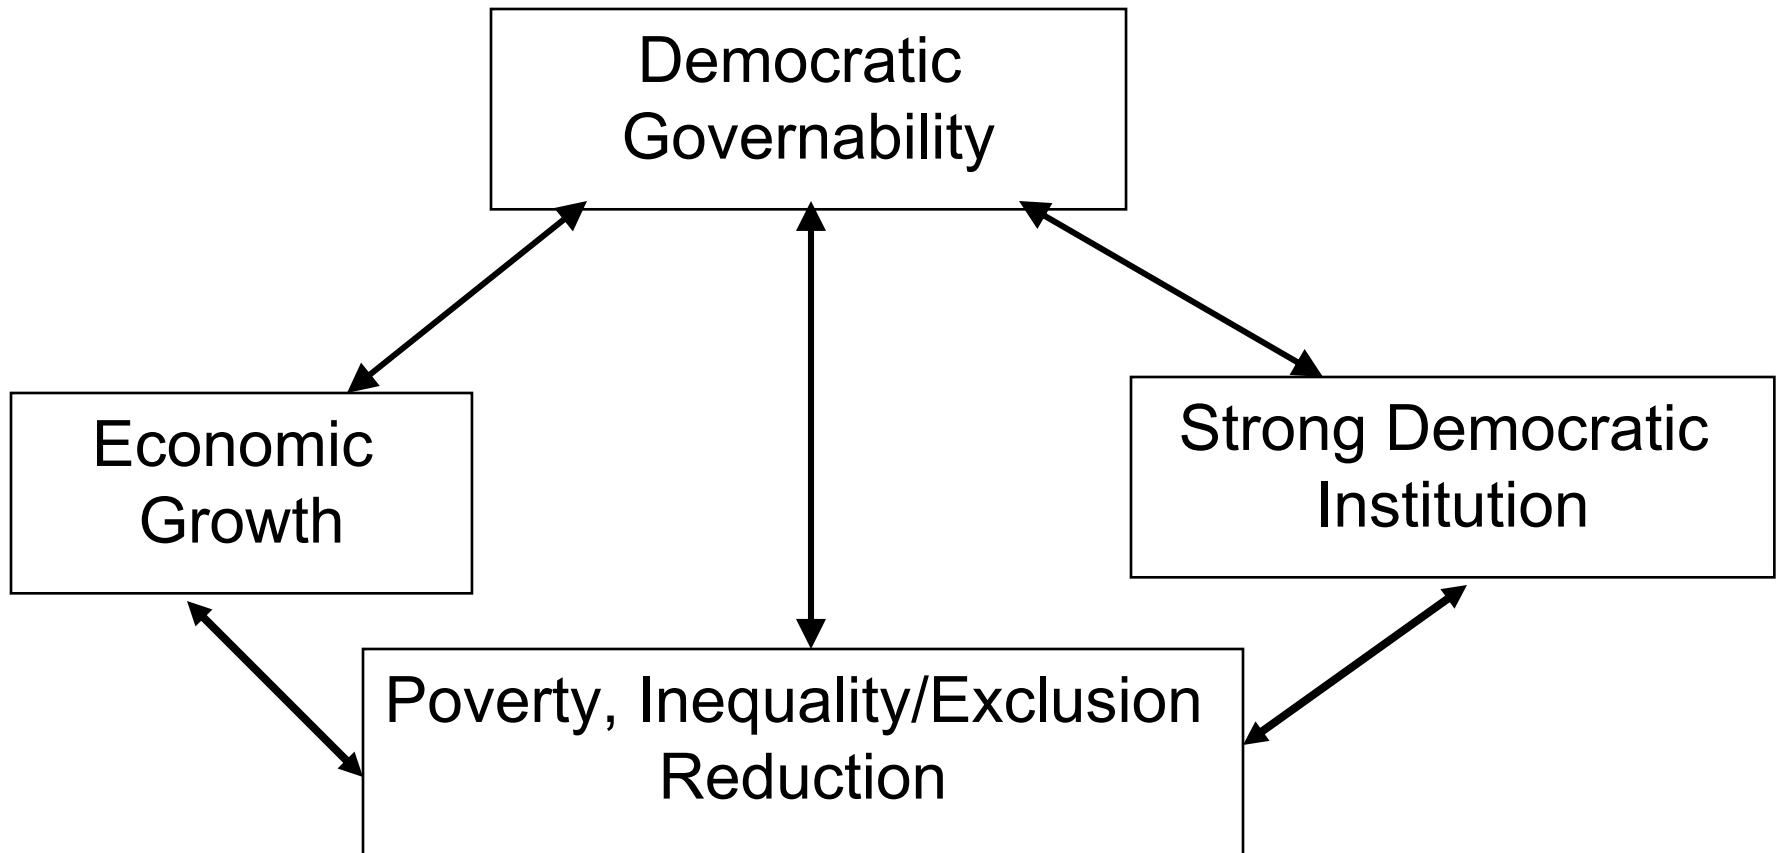 Democratic
Governability
Economic
Growth
Strong Democratic
Institution
Poverty, Inequality/Exclusion
Reduction